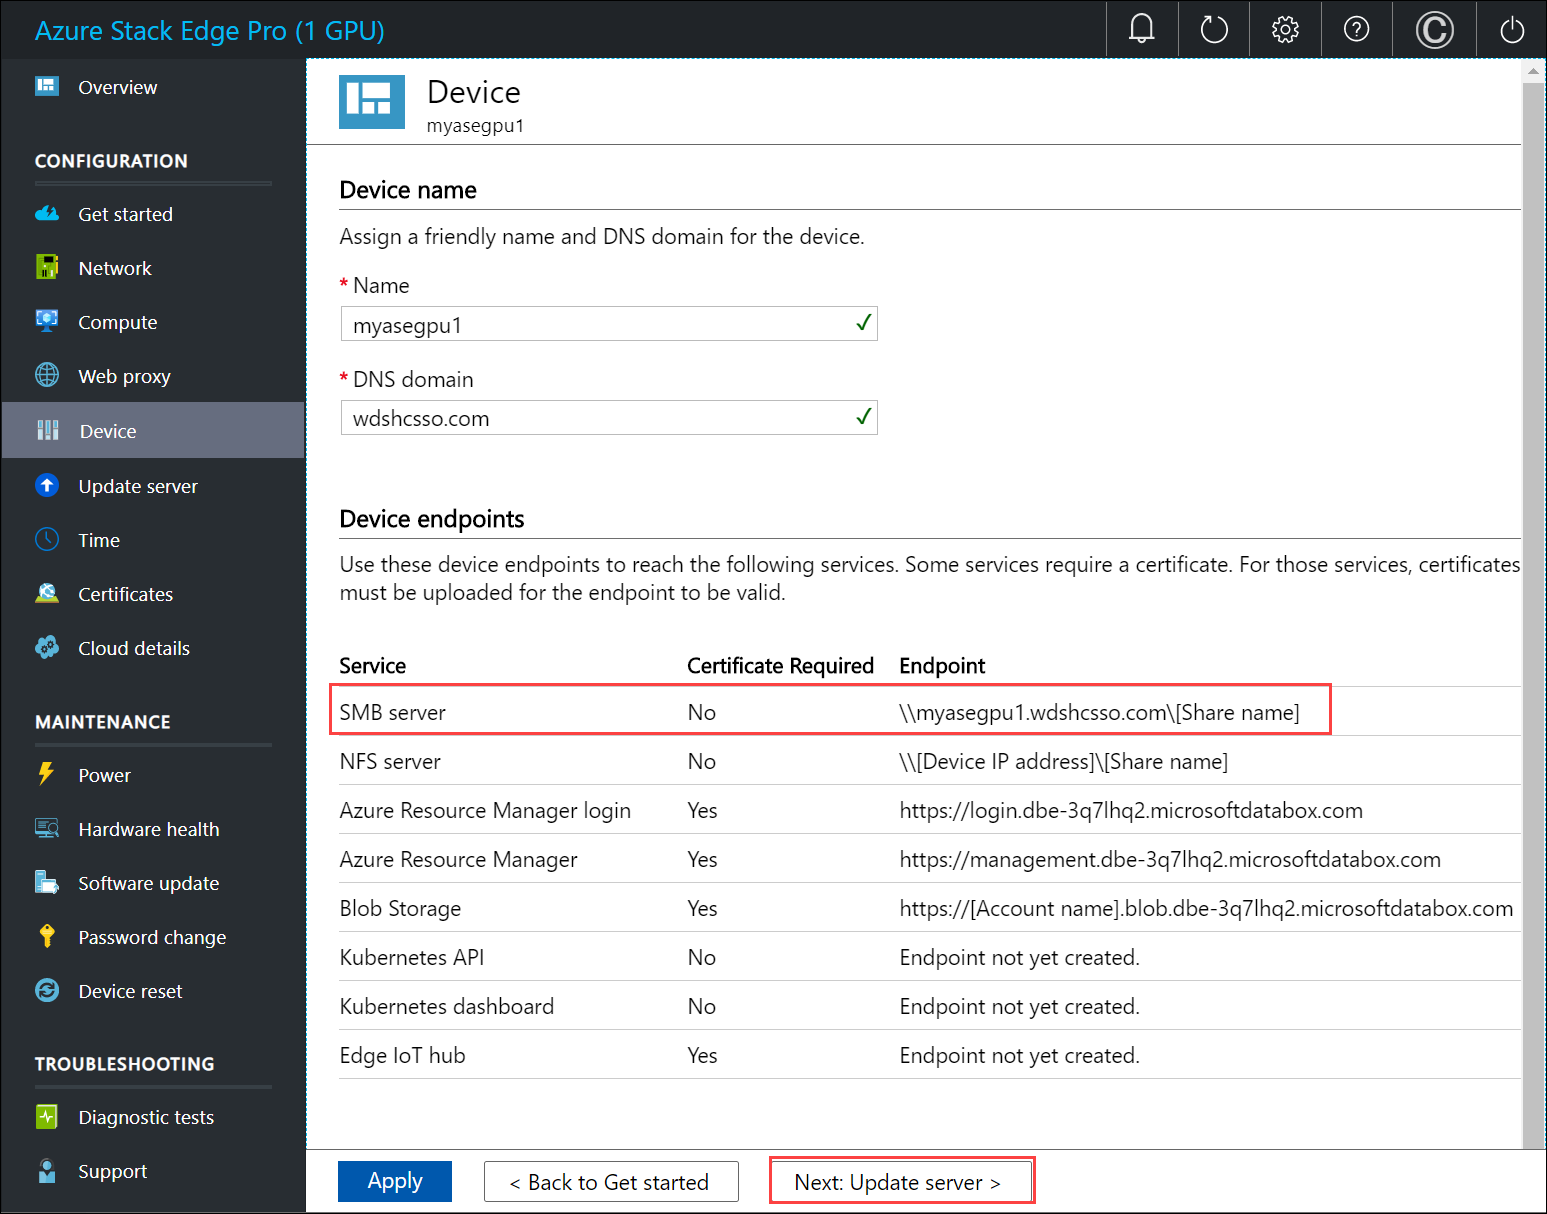 Azure Stack Edge Pro (1 GPU)
Overview
CONFIGURATION
Get started
Network
Compute
Web proxy
Device
Update server
Time
Certificates
Cloud details
MAINTENANCE
Power
Hardware health
Software update
Password change
Device reset
TROUBLESHOOTING
Diagnostic tests
Support
Device
myasegpu1
Device name
Assign a friendly name and DNS domain for the device.
* Name
myasegpu1
* DNS domain
wdshcsso.com
Device endpoints
Use these device endpoints to reach the following services. Some services require a certificate. For those services, certificates
must be uploaded for the endpoint to be valid.
Service Certificate Required Endpoint
SMB server No \\myasegpu1.wdshcsso.com\[Share name]
NFS server No \\[Device IP address]\[Share name]
Azure Resource Manager login Yes https://login.dbe-3q7lhq2.microsoftdatabox.com
Azure Resource Manager Yes https://management.dbe-3q7lhq2.microsoftdatabox.com
Blob Storage Yes https://[Account name].blob.dbe-3q7lhq2.microsoftdatabox.com
Kubernetes API No Endpoint not yet created.
Kubernetes dashboard No Endpoint not yet created.
Edge IoT hub Yes Endpoint not yet created.
Apply
< Back to Get started
Next: Update server >